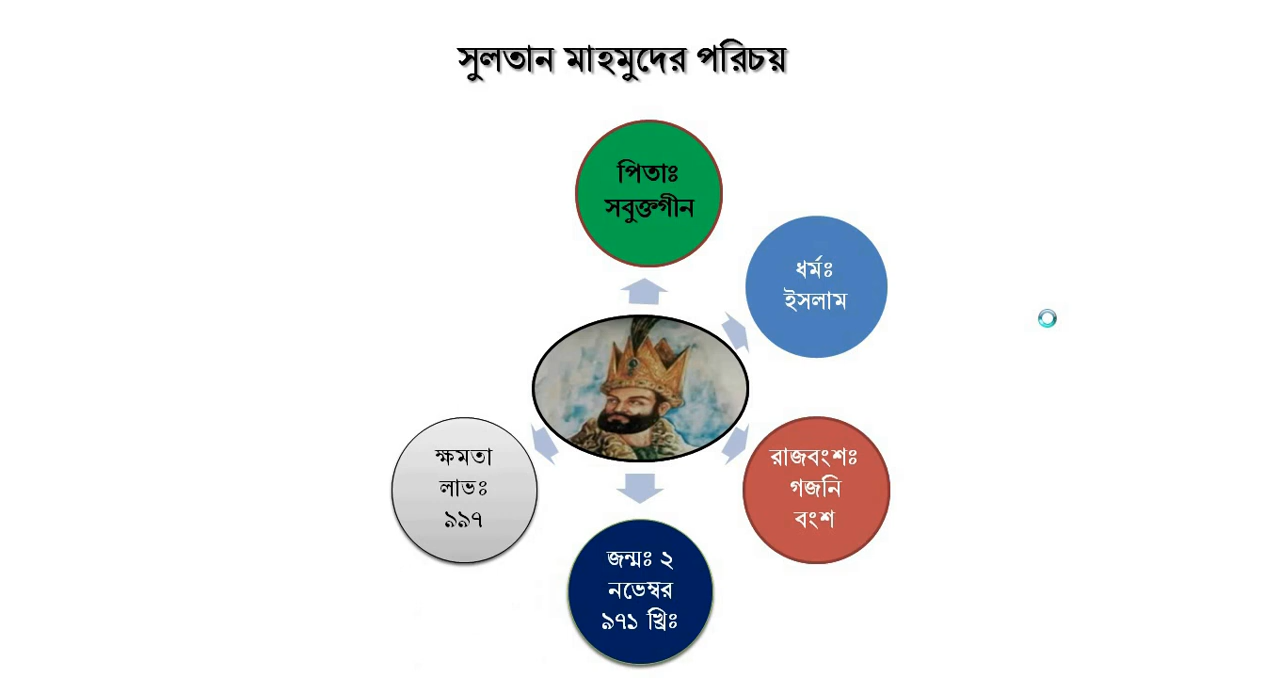 সুলতান মাহমুদের পরিচয়
পিতাঃ
সবুক্তগীন
ধর্মঃ
ইসলাম
রাজবংশঃ
গজনি
বংশ
জন্মঃ ২
নভেম্বর
৯৭১ খ্রিঃ
ক্ষমতা
লাভঃ
৯৯৭